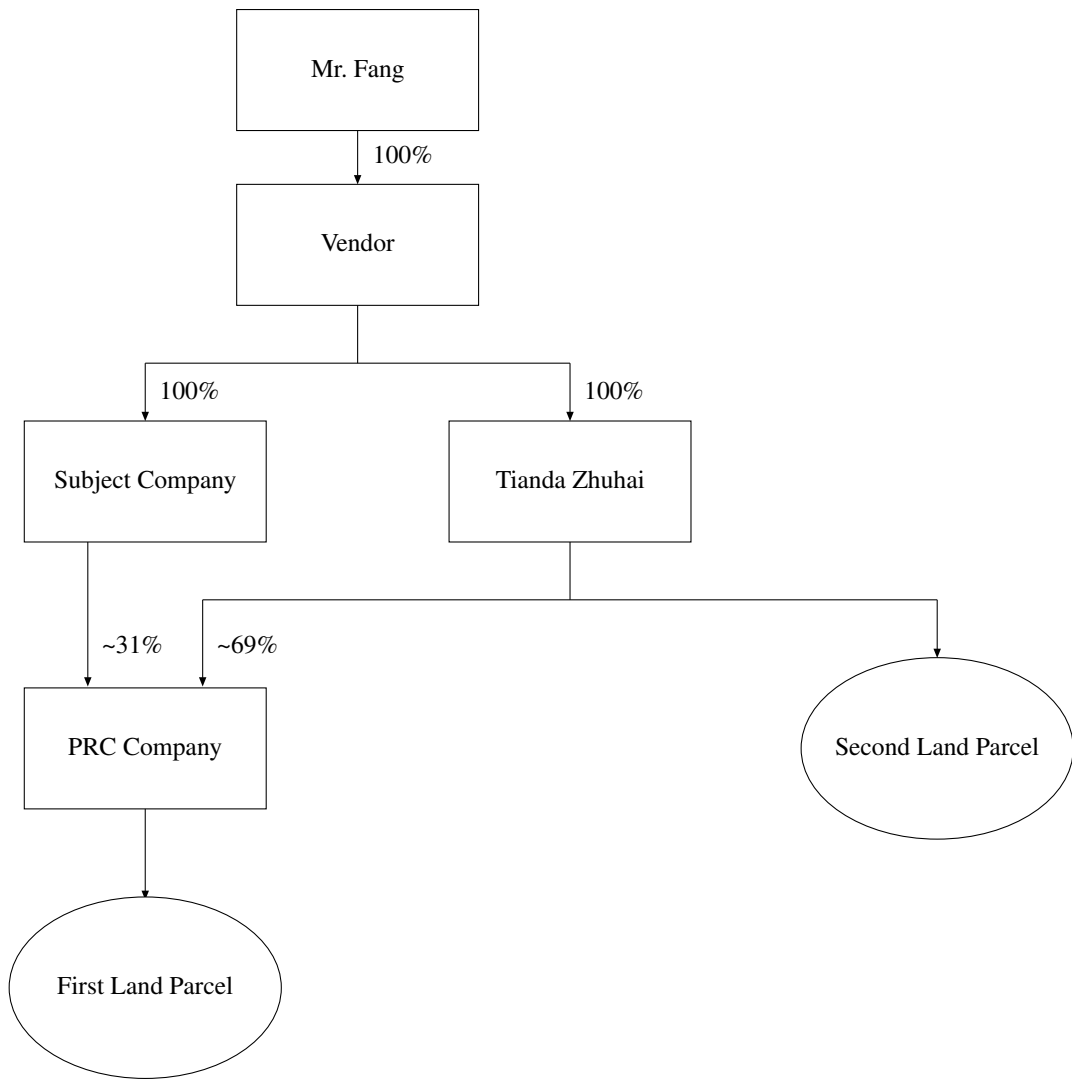 Mr. Fang
100%
Vendor
100%
100%
Subject Company
Tianda Zhuhai
~31%
~69%
PRC Company
Second Land Parcel
First Land Parcel